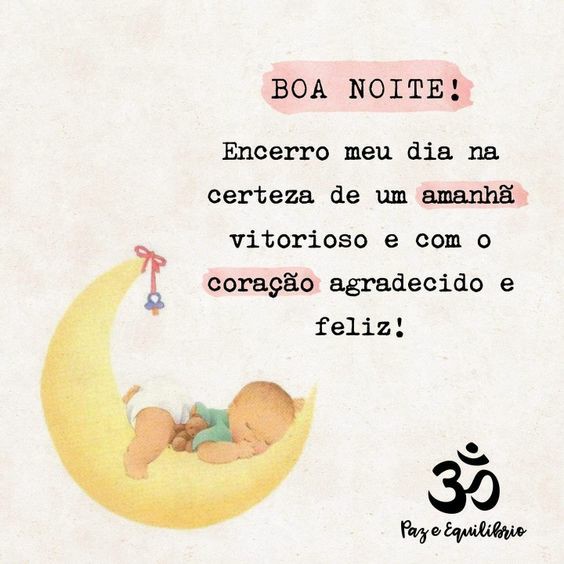 BOA NOITE!
Encerro meu dia na
certeza de um amanhã
vitorioso e com o
coração agradecido e
feliz!
ॐ
Paz e Equilíbrio